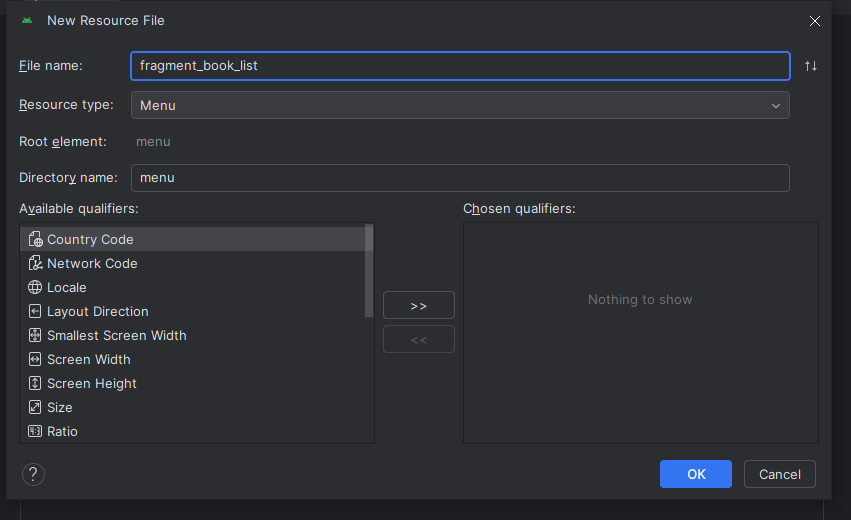 New Resource File
File name: fragment_book_list
Resource type: Menu
Root element: menu
Directory name: menu
Available qualifiers:
Country Code
Network Code
Locale
Layout Direction
Smallest Screen Width
Screen Width
Screen Height
Size
Ratio
>>
<<
Chosen qualifiers:
Nothing to show
?
OK
Cancel